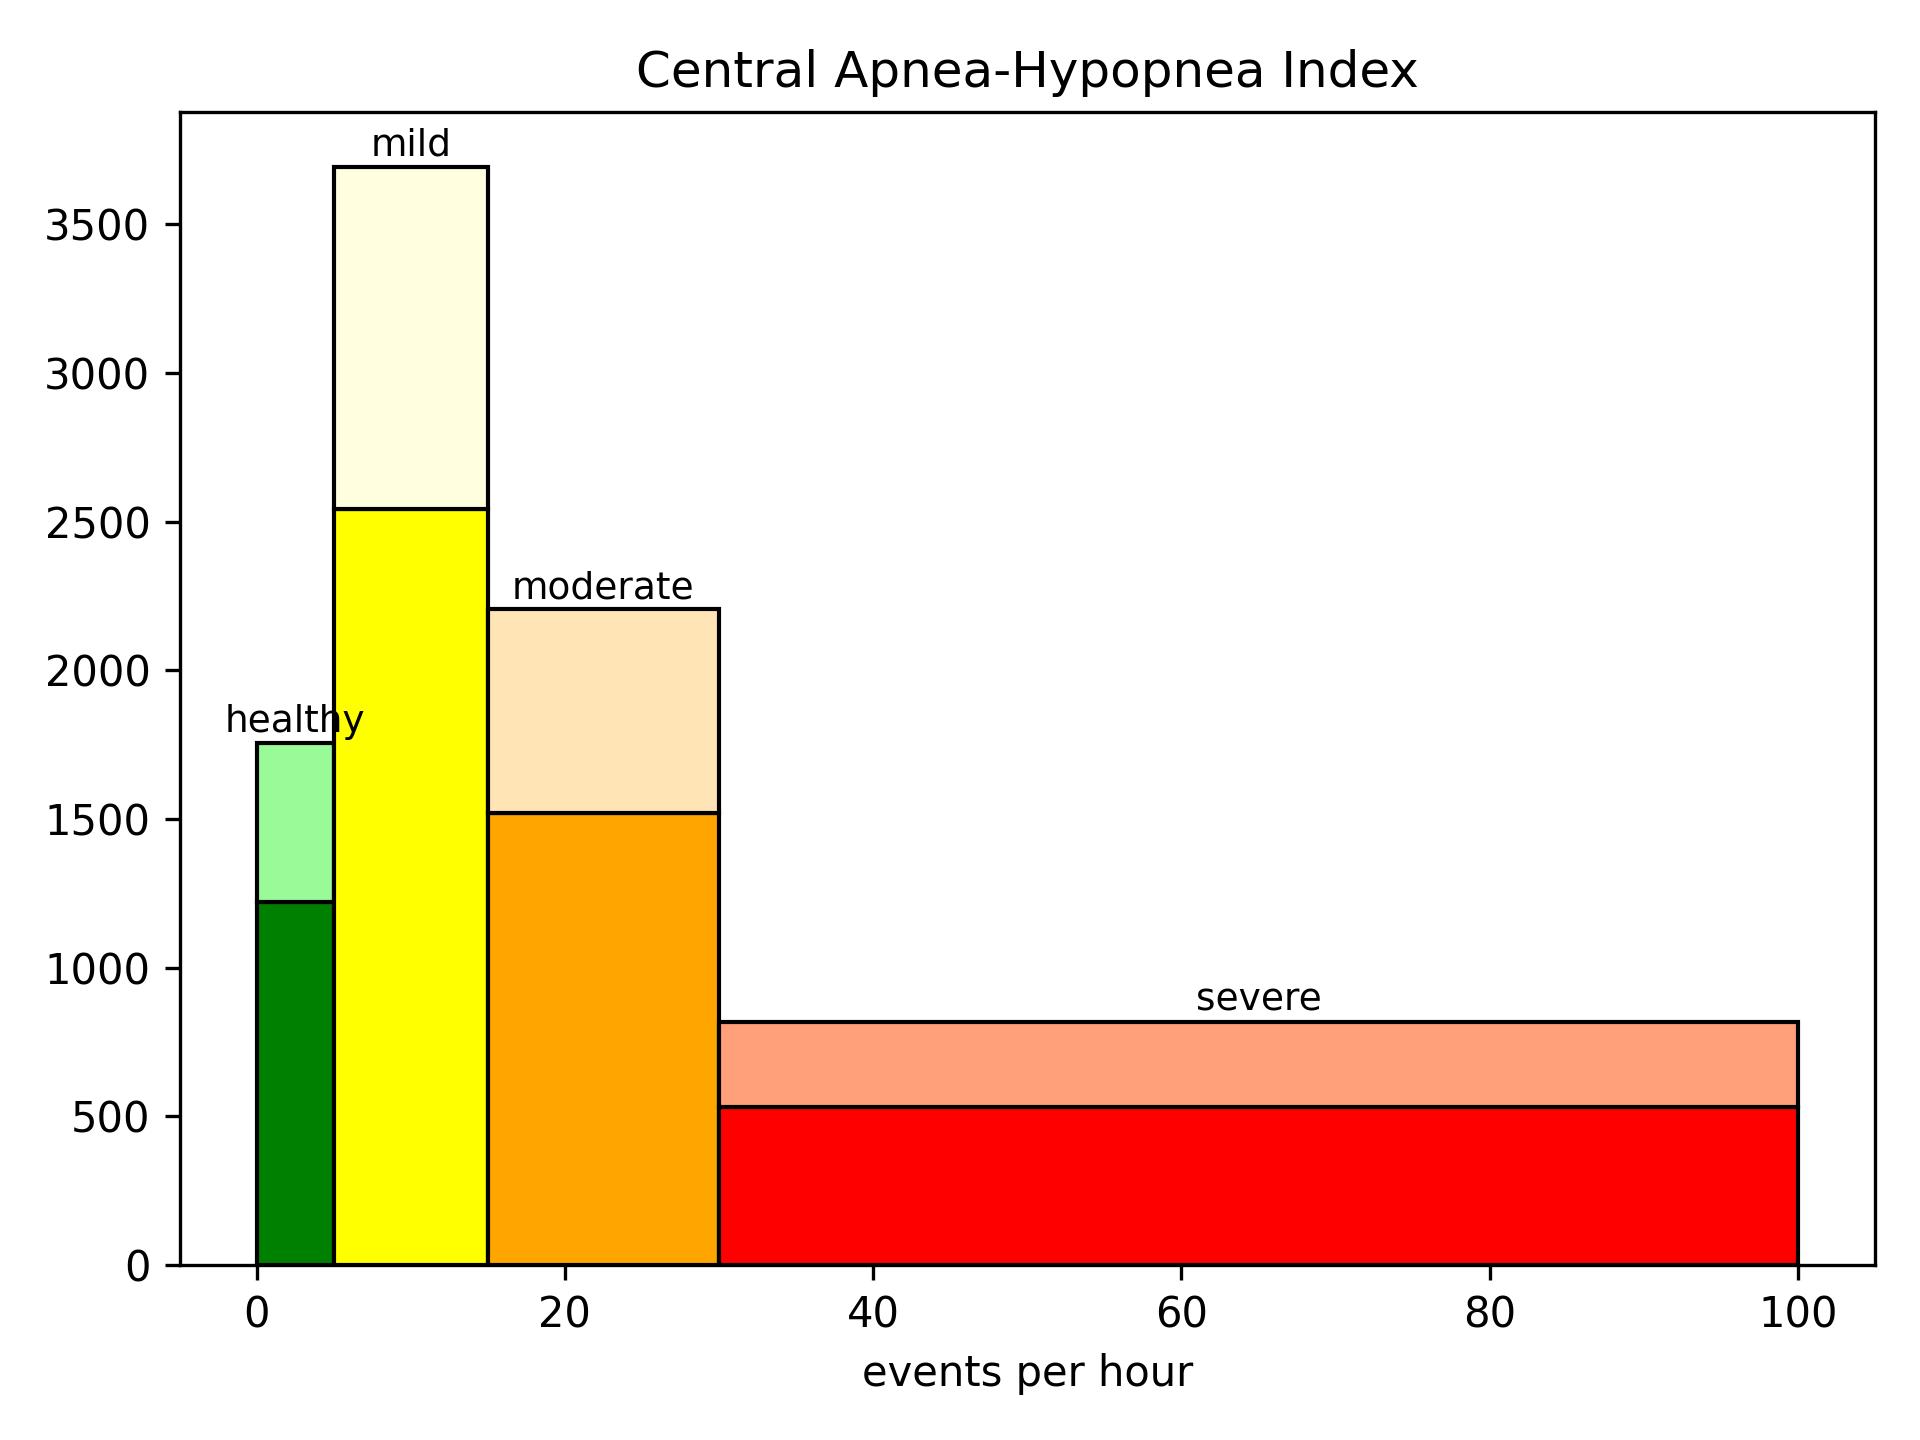 Central Apnea-Hypopnea Index
mild
3500
3000
2500
moderate
2000
healthy
1500
1000
severe
500
0
0 20 40 60 80 100
events per hour